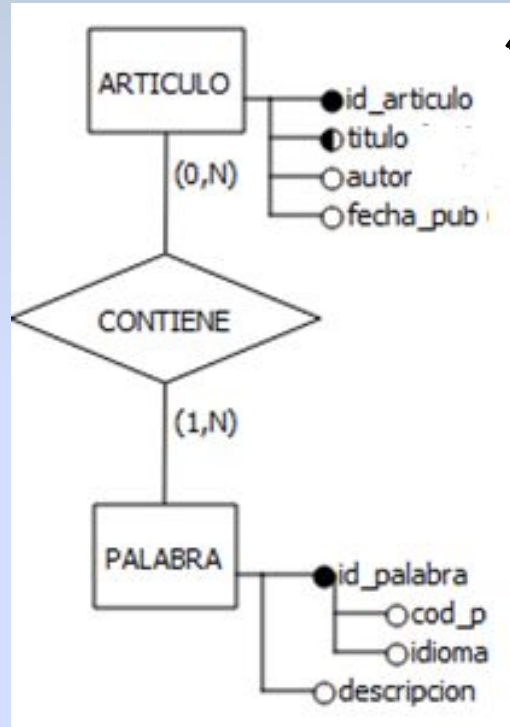 ARTICULO
id_articulo
titulo
autor
fecha_pub
(0,N)
CONTIENE
(1,N)
PALABRA
id_palabra
cod_p
idioma
descripcion